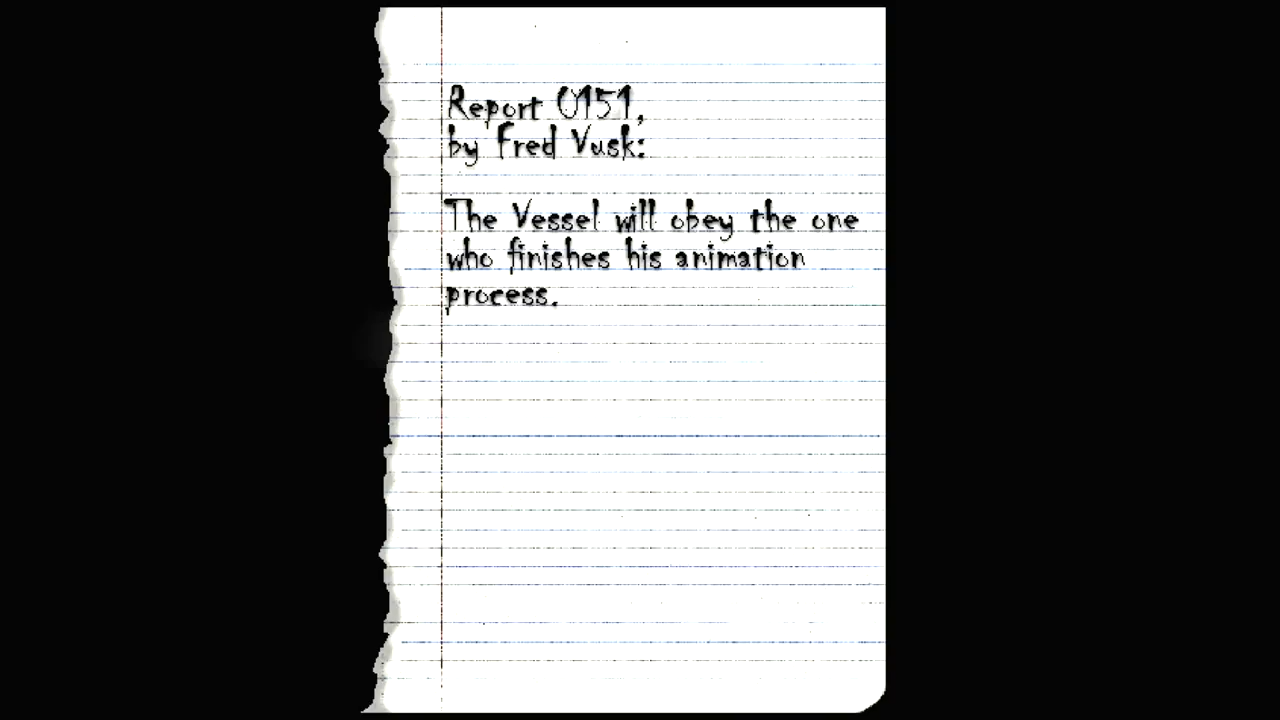 Report 0151,
by Fred Vusk:
The Vessel will obey the one
who finishes his animation
process.